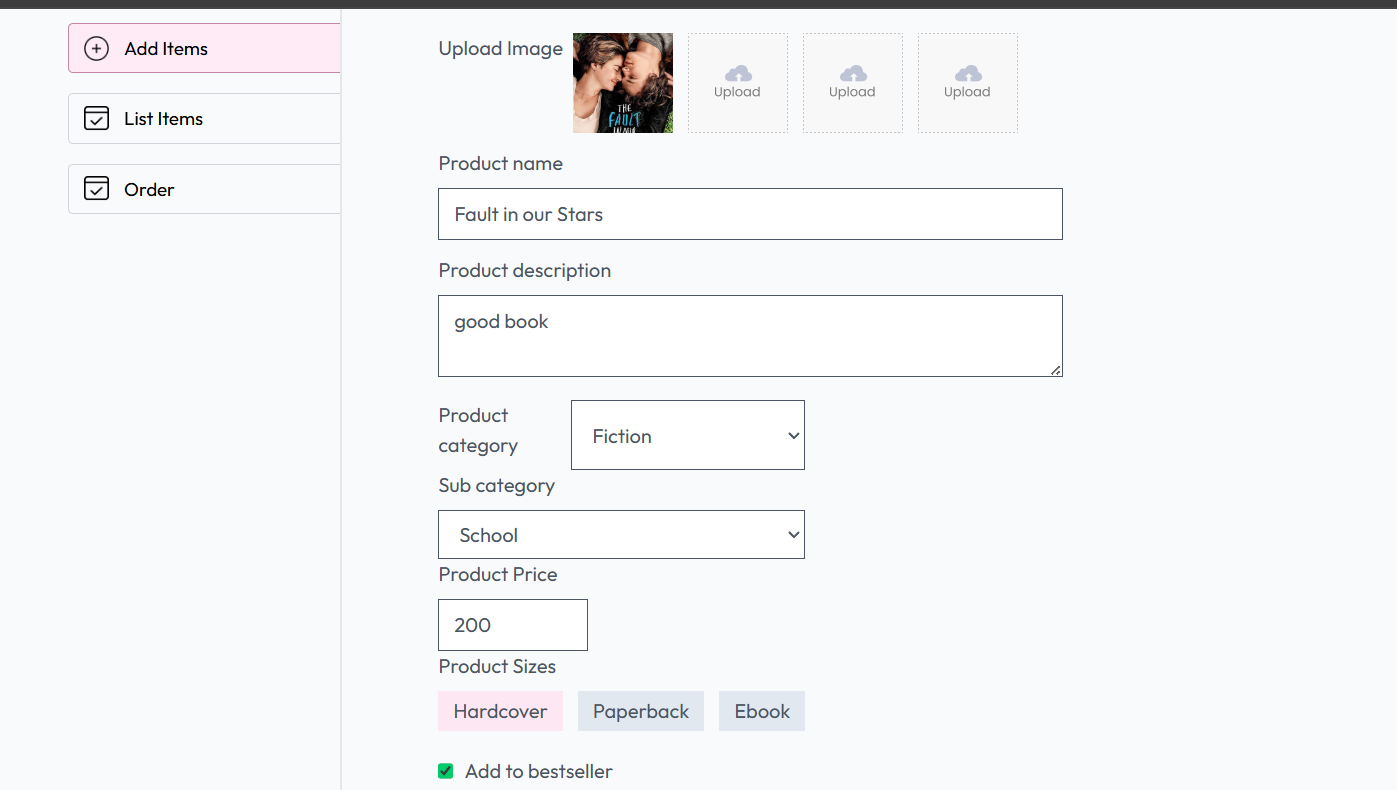 Add Items
List Items
Order
Upload Image
THE
FAULT
Upload
Upload
Upload
Product name
Fault in our Stars
Product description
good book
Product
category
Fiction
Sub category
School
Product Price
200
Product Sizes
Hardcover
Paperback
Ebook
Add to bestseller